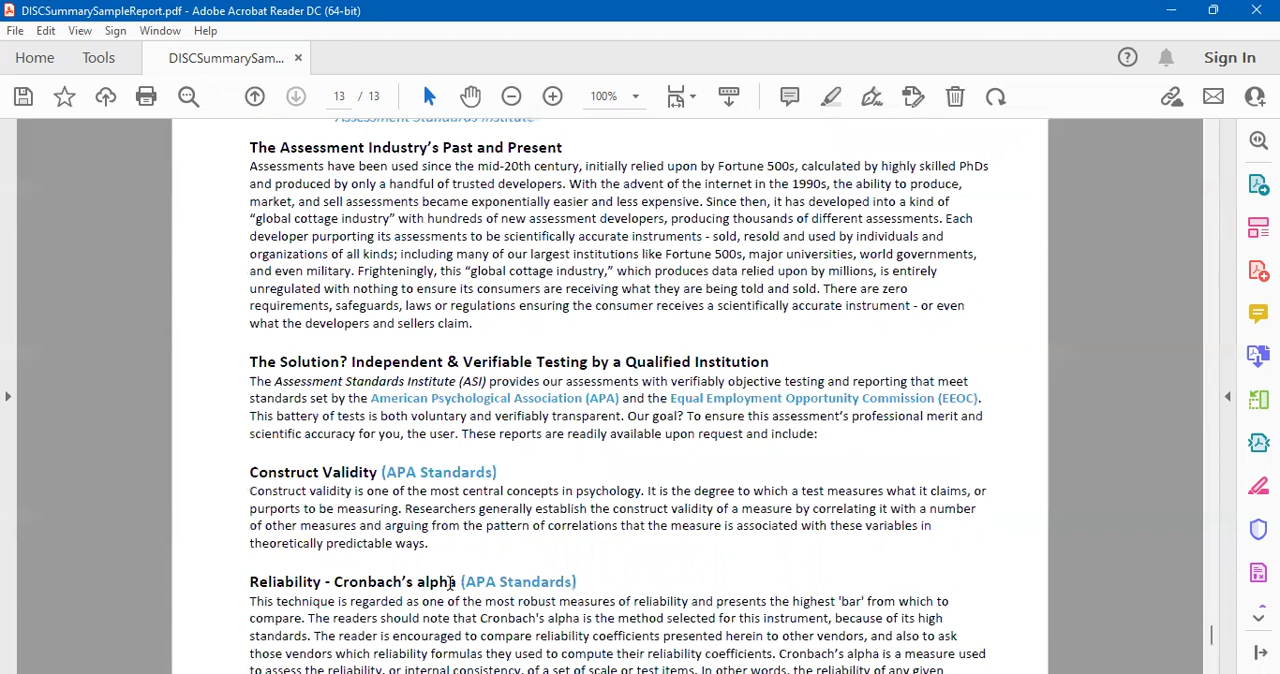 DISCSummarySampleReport.pdf - Adobe Acrobat Reader DC (64-bit)
File Edit View Sign Window Help
Home Tools DISCSummarySam... × Sign In
13 / 13 100%
Assessment Standards Institute
The Assessment Industry's Past and Present
Assessments have been used since the mid-20th century, initially relied upon by Fortune 500s, calculated by highly skilled PhDs
and produced by only a handful of trusted developers. With the advent of the internet in the 1990s, the ability to produce,
market, and sell assessments became exponentially easier and less expensive. Since then, it has developed into a kind of
"global cottage industry" with hundreds of new assessment developers, producing thousands of different assessments. Each
developer purporting its assessments to be scientifically accurate instruments - sold, resold and used by individuals and
organizations of all kinds; including many of our largest institutions like Fortune 500s, major universities, world governments,
and even military. Frighteningly, this "global cottage industry," which produces data relied upon by millions, is entirely
unregulated with nothing to ensure its consumers are receiving what they are being told and sold. There are zero
requirements, safeguards, laws or regulations ensuring the consumer receives a scientifically accurate instrument - or even
what the developers and sellers claim.
The Solution? Independent & Verifiable Testing by a Qualified Institution
The Assessment Standards Institute (ASI) provides our assessments with verifiably objective testing and reporting that meet
standards set by the American Psychological Association (APA) and the Equal Employment Opportunity Commission (EEOC).
This battery of tests is both voluntary and verifiably transparent. Our goal? To ensure this assessment's professional merit and
scientific accuracy for you, the user. These reports are readily available upon request and include:
Construct Validity (APA Standards)
Construct validity is one of the most central concepts in psychology. It is the degree to which a test measures what it claims, or
purports to be measuring. Researchers generally establish the construct validity of a measure by correlating it with a number
of other measures and arguing from the pattern of correlations that the measure is associated with these variables in
theoretically predictable ways.
Reliability - Cronbach's alpha (APA Standards)
This technique is regarded as one of the most robust measures of reliability and presents the highest 'bar' from which to
compare. The readers should note that Cronbach's alpha is the method selected for this instrument, because of its high
standards. The reader is encouraged to compare reliability coefficients presented herein to other vendors, and also to ask
those vendors which reliability formulas they used to compute their reliability coefficients. Cronbach's alpha is a measure used
to assess the reliability, or internal consistency, of a set of scale or test items. In other words, the reliability of any given